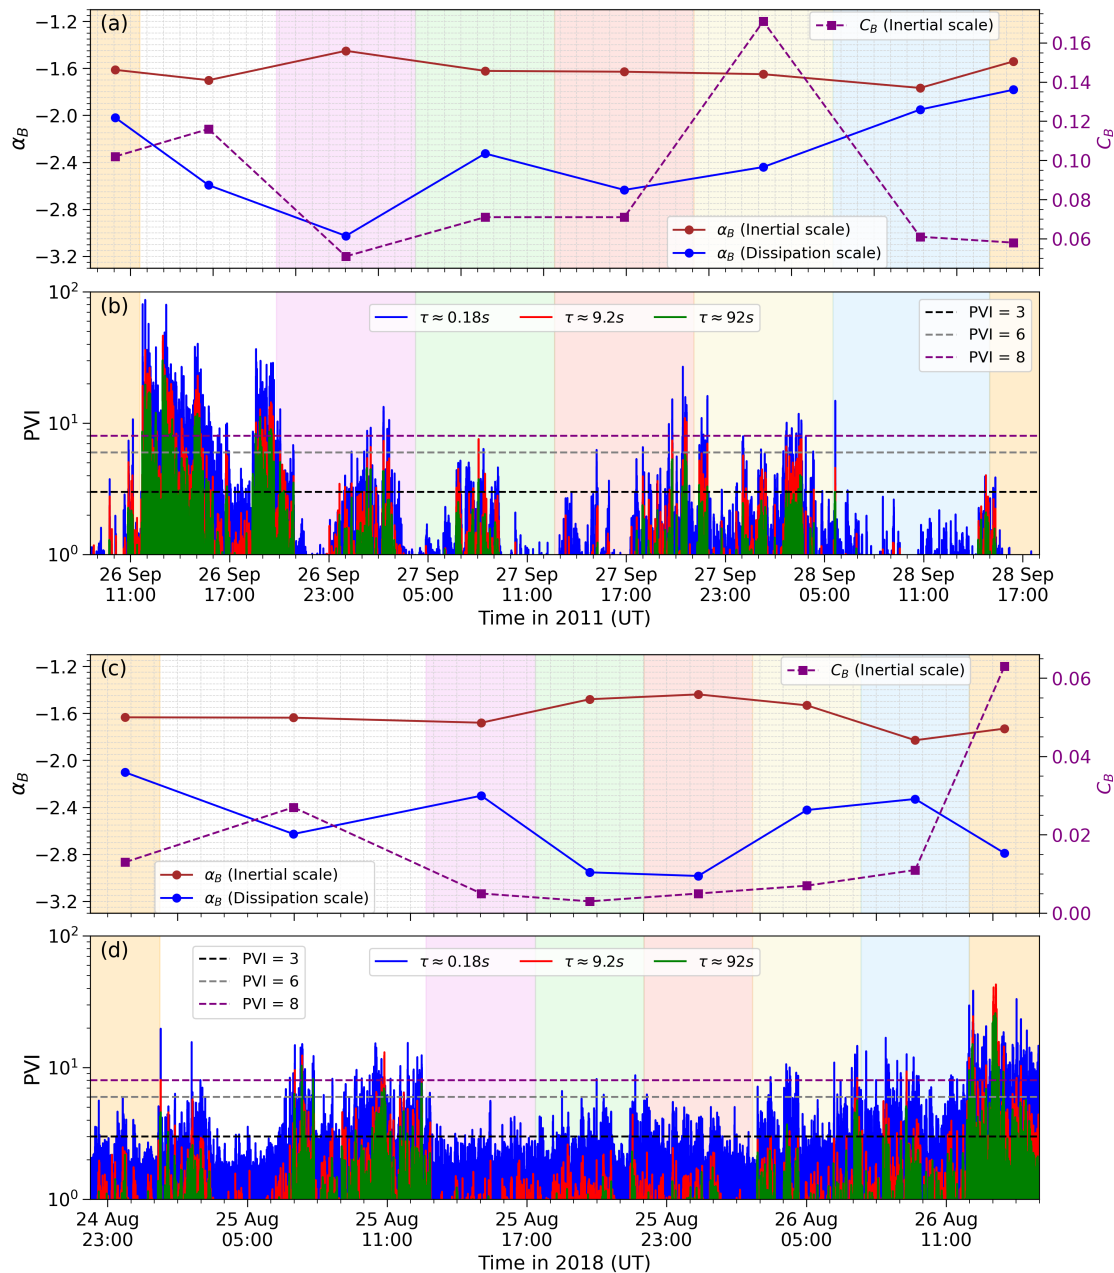 (a)
C_B (Inertial scale)
−1.2
−1.6
−2.0
−2.4
−2.8
−3.2
α_B
0.16
0.14
0.12
0.10
0.08
0.06
C_B
α_B (Inertial scale)
α_B (Dissipation scale)
(b)
τ ≈ 0.18s
τ ≈ 9.2s
τ ≈ 92s
PVI = 3
PVI = 6
PVI = 8
10²
10¹
10⁰
PVI
26 Sep 26 Sep 26 Sep 27 Sep 27 Sep 27 Sep 27 Sep 28 Sep 28 Sep 28 Sep
11:00 17:00 23:00 05:00 11:00 17:00 23:00 05:00 11:00 17:00
Time in 2011 (UT)
(c)
C_B (Inertial scale)
−1.2
−1.6
−2.0
−2.4
−2.8
−3.2
α_B
0.06
0.04
0.02
0.00
C_B
α_B (Inertial scale)
α_B (Dissipation scale)
(d)
PVI = 3
PVI = 6
PVI = 8
τ ≈ 0.18s
τ ≈ 9.2s
τ ≈ 92s
10²
10¹
10⁰
PVI
24 Aug 25 Aug 25 Aug 25 Aug 25 Aug 26 Aug 26 Aug
23:00 05:00 11:00 17:00 23:00 05:00 11:00
Time in 2018 (UT)